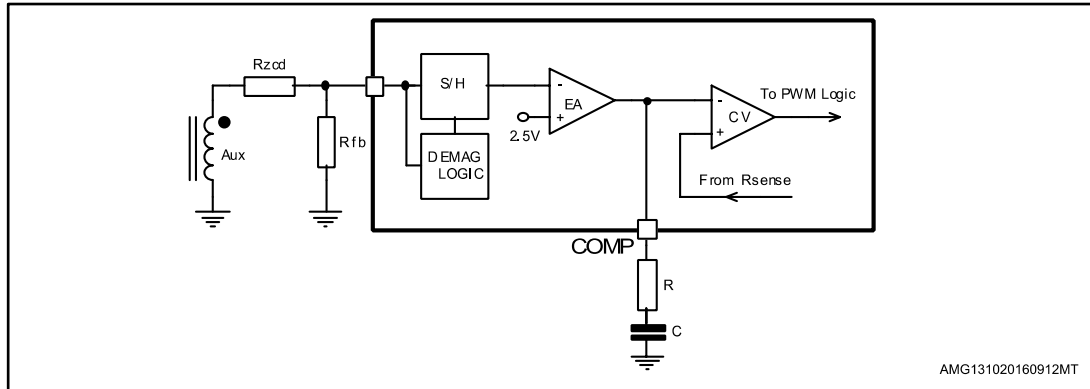 Rzcd
S/H
-
EA
+
2.5V
To PWM Logic
-
CV
+
Aux
Rfb
DEMAG
LOGIC
From Rsense
COMP
R
C
AMG131020160912MT